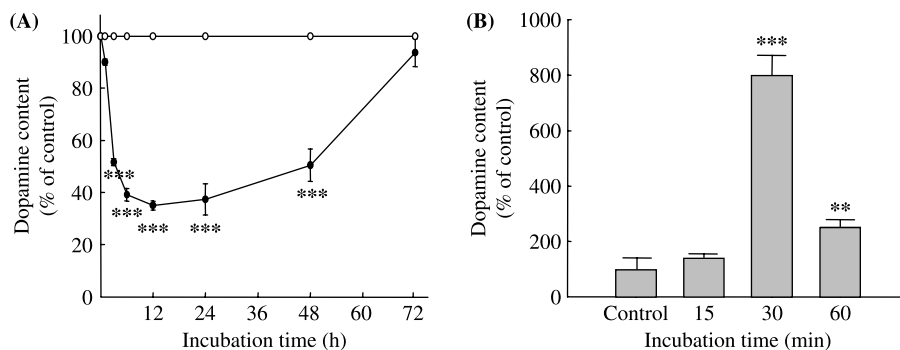 (A)
Dopamine content
(% of control)
100
80
60
40
20
0
***
***
***
***
***
12 24 36 48 60 72
Incubation time (h)
(B)
Dopamine content
(% of control)
1000
800
600
400
200
0
***
**
Control 15 30 60
Incubation time (min)